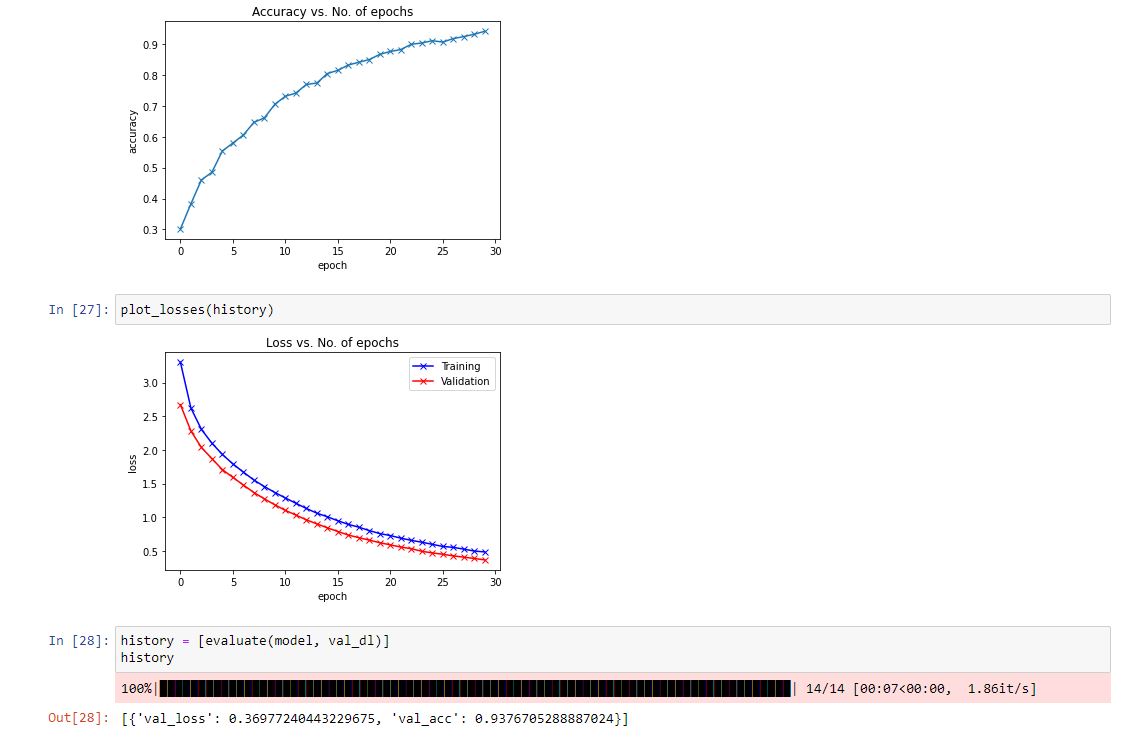 Accuracy vs. No. of epochs
0.9
0.8
0.7
0.6
0.5
0.4
0.3
accuracy
0 5 10 15 20 25 30
epoch
In [27]: plot_losses(history)
Loss vs. No. of epochs
Training
Validation
3.0
2.5
2.0
1.5
1.0
0.5
loss
0 5 10 15 20 25 30
epoch
In [28]: history = [evaluate(model, val_dl)]
history
100%|██████████| 14/14 [00:07<00:00, 1.86it/s]
Out[28]: [{'val_loss': 0.36977240443229675, 'val_acc': 0.9376705288887024}]